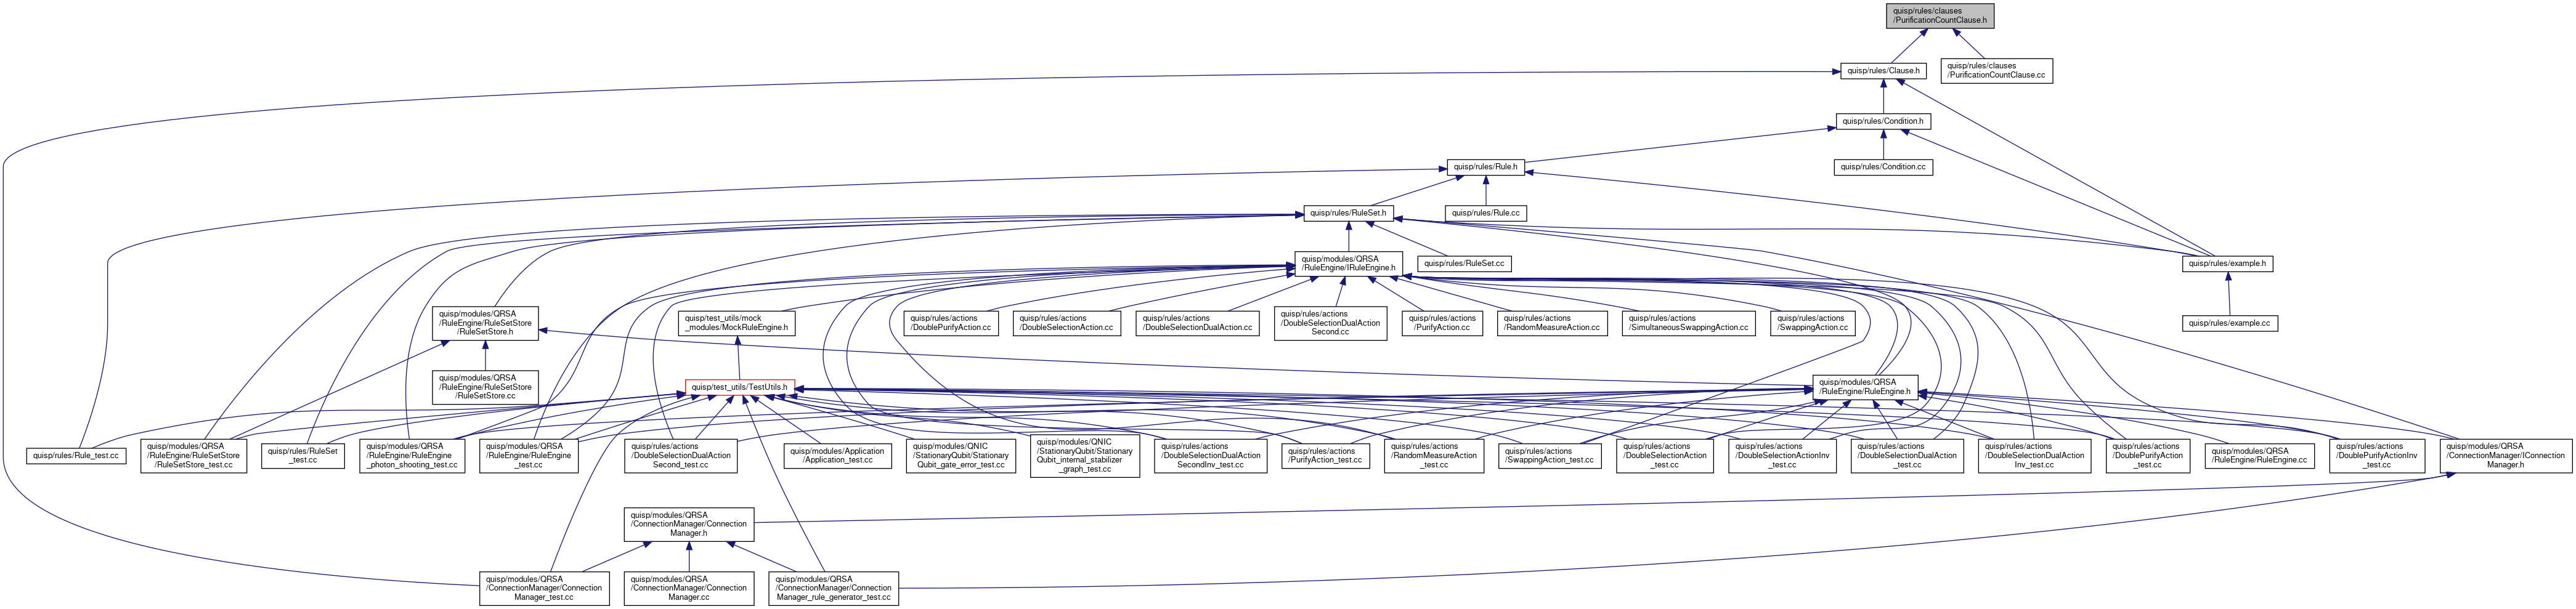 quisp/rules/clauses
/PurificationCountClause.h
quisp/rules/Clause.h
quisp/rules/clauses
/PurificationCountClause.cc
quisp/rules/Condition.h
quisp/rules/Rule.h
quisp/rules/Condition.cc
quisp/rules/RuleSet.h
quisp/rules/Rule.cc
quisp/modules/QRSA
/RuleEngine/IRuleEngine.h
quisp/rules/RuleSet.cc
quisp/rules/example.h
quisp/modules/QRSA
/RuleEngine/RuleSetStore
/RuleSetStore.h
quisp/test_utils/mock
_modules/MockRuleEngine.h
quisp/rules/actions
/DoublePurifyAction.cc
quisp/rules/actions
/DoubleSelectionAction.cc
quisp/rules/actions
/DoubleSelectionDualAction.cc
quisp/rules/actions
/DoubleSelectionDualAction
Second.cc
quisp/rules/actions
/PurifyAction.cc
quisp/rules/actions
/RandomMeasureAction.cc
quisp/rules/actions
/SimultaneousSwappingAction.cc
quisp/rules/actions
/SwappingAction.cc
quisp/rules/example.cc
quisp/modules/QRSA
/RuleEngine/RuleSetStore
/RuleSetStore.cc
quisp/test_utils/TestUtils.h
quisp/modules/QRSA
/RuleEngine/RuleEngine.h
quisp/rules/Rule_test.cc
quisp/modules/QRSA
/RuleEngine/RuleSetStore
/RuleSetStore_test.cc
quisp/rules/RuleSet
_test.cc
quisp/modules/QRSA
/RuleEngine/RuleEngine
_photon_shooting_test.cc
quisp/modules/QRSA
/RuleEngine/RuleEngine
_test.cc
quisp/rules/actions
/DoubleSelectionDualAction
Second_test.cc
quisp/modules/Application
/Application_test.cc
quisp/modules/QNIC
/StationaryQubit/Stationary
Qubit_gate_error_test.cc
quisp/modules/QNIC
/StationaryQubit/Stationary
Qubit_internal_stabilizer
_graph_test.cc
quisp/rules/actions
/DoubleSelectionDualAction
SecondInv_test.cc
quisp/rules/actions
/PurifyAction_test.cc
quisp/rules/actions
/RandomMeasureAction
_test.cc
quisp/rules/actions
/SwappingAction_test.cc
quisp/rules/actions
/DoubleSelectionAction
_test.cc
quisp/rules/actions
/DoubleSelectionActionInv
_test.cc
quisp/rules/actions
/DoubleSelectionDualAction
_test.cc
quisp/rules/actions
/DoubleSelectionDualAction
Inv_test.cc
quisp/rules/actions
/DoublePurifyAction
_test.cc
quisp/modules/QRSA
/RuleEngine/RuleEngine.cc
quisp/rules/actions
/DoublePurifyActionInv
_test.cc
quisp/modules/QRSA
/ConnectionManager/IConnection
Manager.h
quisp/modules/QRSA
/ConnectionManager/Connection
Manager.h
quisp/modules/QRSA
/ConnectionManager/Connection
Manager_test.cc
quisp/modules/QRSA
/ConnectionManager/Connection
Manager.cc
quisp/modules/QRSA
/ConnectionManager/Connection
Manager_rule_generator_test.cc